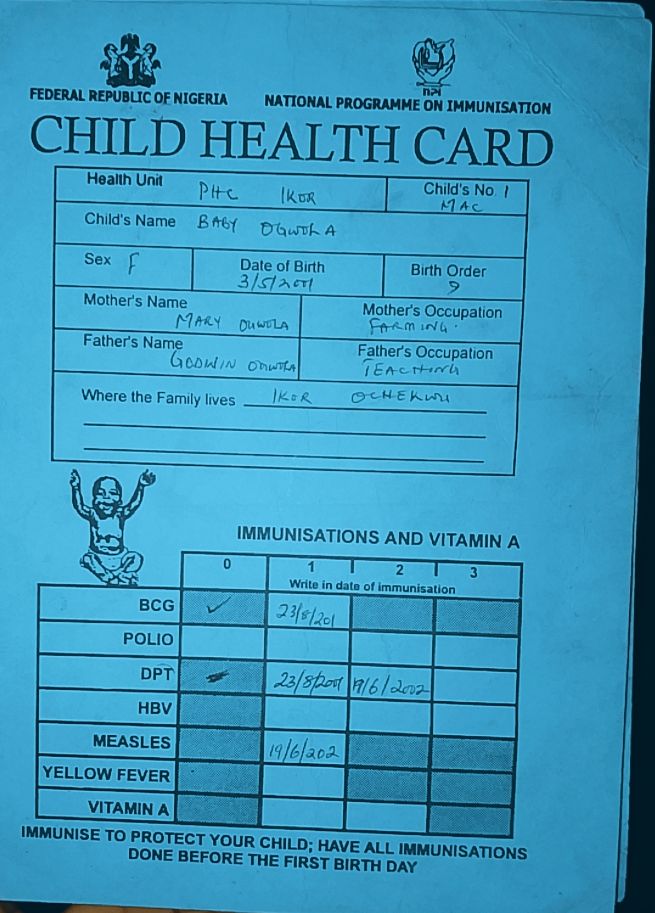 FEDERAL REPUBLIC OF NIGERIA
npi
NATIONAL PROGRAMME ON IMMUNISATION
CHILD HEALTH CARD
Health Unit PHC IKOR
Child's No. 1
MAC
Child's Name BABY OGWOLA
Sex F
Date of Birth
3/5/2001
Birth Order
9
Mother's Name
MARY OGWOLA
Mother's Occupation
FARMING.
Father's Name
GODWIN OGWOLA
Father's Occupation
TEACHING
Where the Family lives IKOR OCHEKWU
IMMUNISATIONS AND VITAMIN A
0 1 2 3
Write in date of immunisation
BCG ✓ 23/8/201
POLIO
DPT 23/8/2001 19/6/2002
HBV
MEASLES 19/6/202
YELLOW FEVER
VITAMIN A
IMMUNISE TO PROTECT YOUR CHILD; HAVE ALL IMMUNISATIONS
DONE BEFORE THE FIRST BIRTH DAY